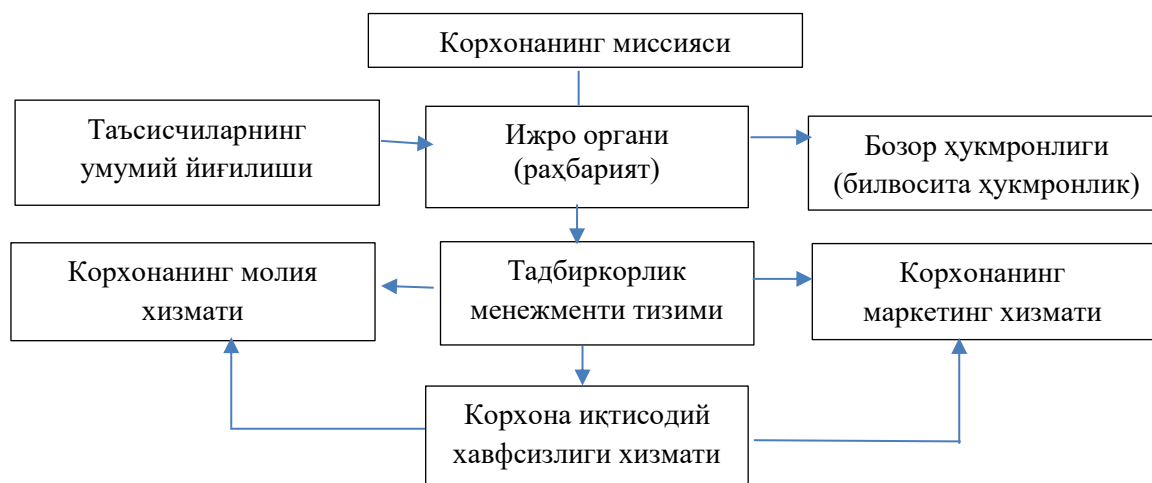 Корхонанинг миссияси
Таъсисчиларнинг
умумий йиғилиши
Ижро органи
(раҳбарият)
Бозор ҳукмронлиги
(билвосита ҳукмронлик)
Корхонанинг молия
хизмати
Тадбиркорлик
менежменти тизими
Корхонанинг
маркетинг хизмати
Корхона иқтисодий
хавфсизлиги хизмати